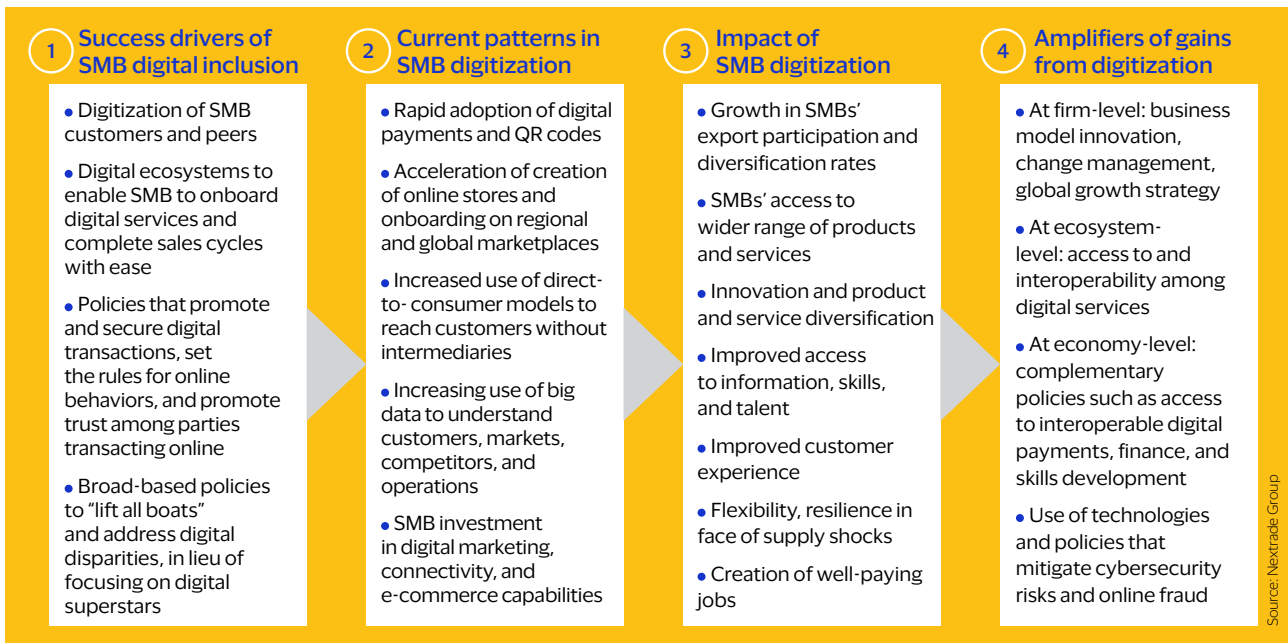 1
Success drivers of
SMB digital inclusion
• Digitization of SMB
customers and peers
• Digital ecosystems to
enable SMB to onboard
digital services and
complete sales cycles
with ease
• Policies that promote
and secure digital
transactions, set
the rules for online
behaviors, and promote
trust among parties
transacting online
• Broad-based policies
to “lift all boats”
and address digital
disparities, in lieu of
focusing on digital
superstars
2
Current patterns in
SMB digitization
• Rapid adoption of digital
payments and QR codes
• Acceleration of creation
of online stores and
onboarding on regional
and global marketplaces
• Increased use of direct-
to- consumer models to
reach customers without
intermediaries
• Increasing use of big
data to understand
customers, markets,
competitors, and
operations
• SMB investment
in digital marketing,
connectivity, and
e-commerce capabilities
3
Impact of
SMB digitization
• Growth in SMBs’
export participation and
diversification rates
• SMBs’ access to
wider range of products
and services
• Innovation and product
and service diversification
• Improved access
to information, skills,
and talent
• Improved customer
experience
• Flexibility, resilience in
face of supply shocks
• Creation of well-paying
jobs
4
Amplifiers of gains
from digitization
• At firm-level: business
model innovation,
change management,
global growth strategy
• At ecosystem-
level: access to and
interoperability among
digital services
• At economy-level:
complementary
policies such as access
to interoperable digital
payments, finance, and
skills development
• Use of technologies
and policies that
mitigate cybersecurity
risks and online fraud
Source: Nextrade Group